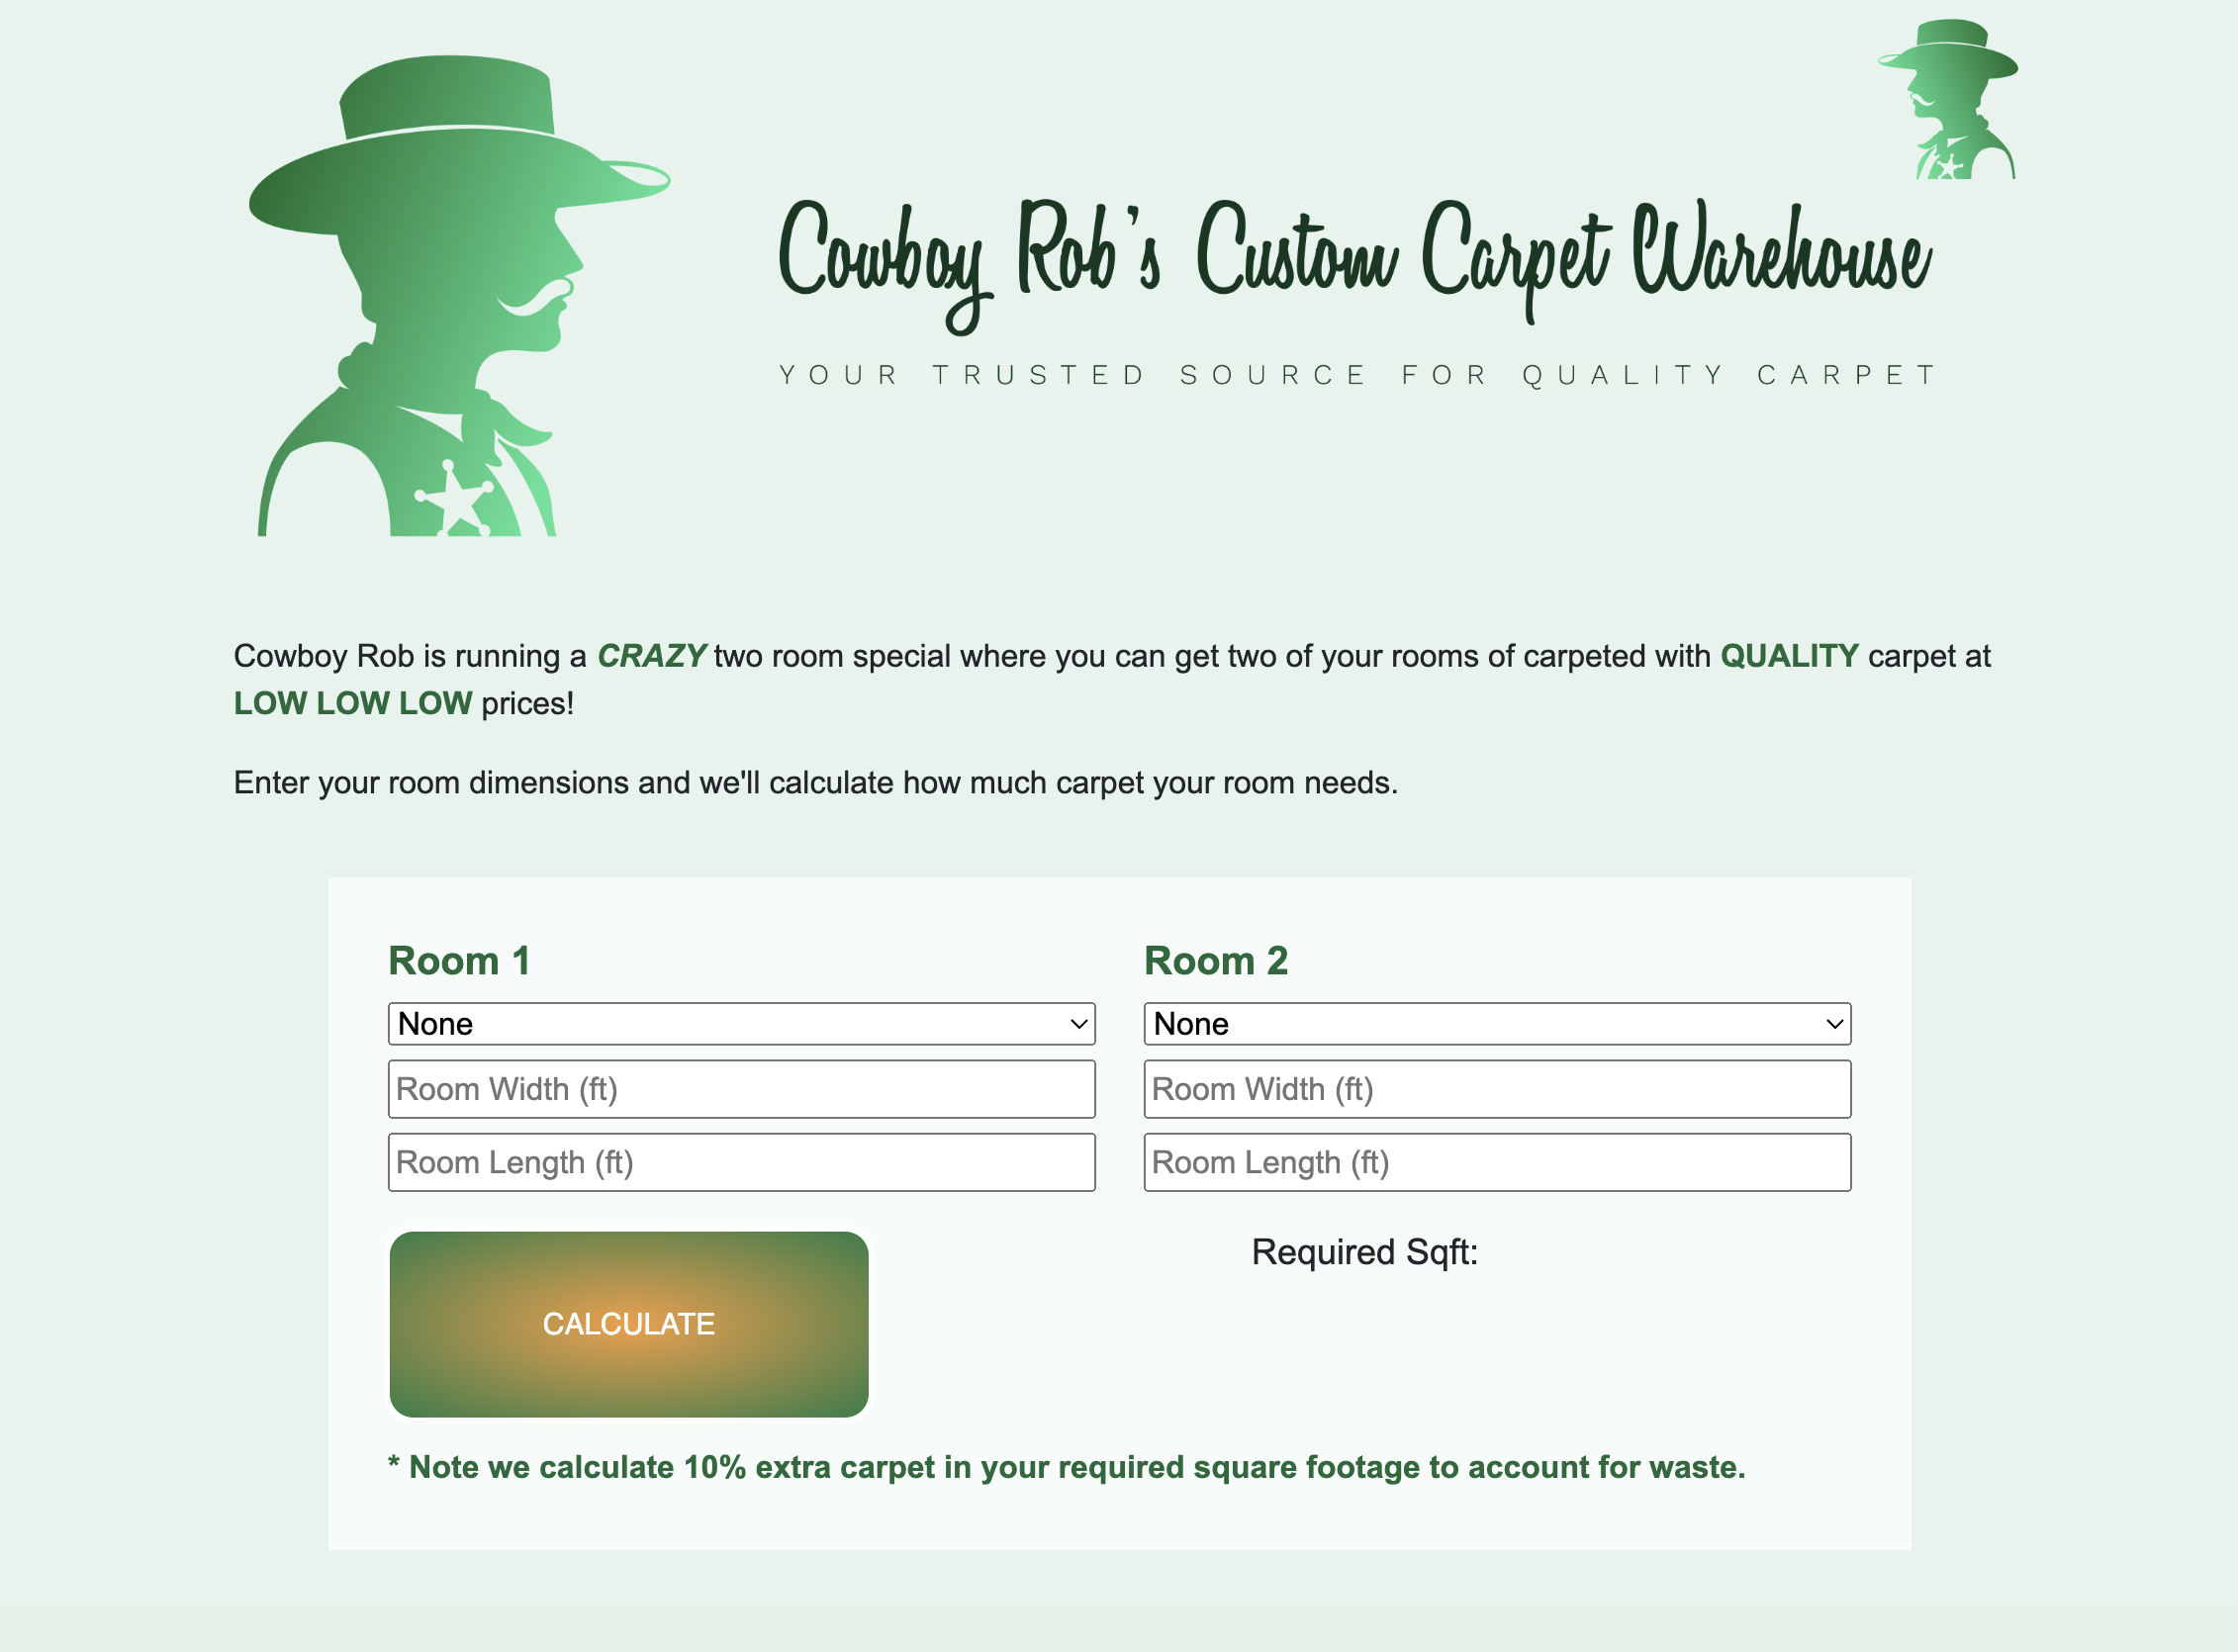 Cowboy Rob's Custom Carpet Warehouse
YOUR TRUSTED SOURCE FOR QUALITY CARPET
Cowboy Rob is running a CRAZY two room special where you can get two of your rooms of carpeted with QUALITY carpet at
LOW LOW LOW prices!
Enter your room dimensions and we'll calculate how much carpet your room needs.
Room 1
None
Room Width (ft)
Room Length (ft)
Room 2
None
Room Width (ft)
Room Length (ft)
CALCULATE
Required Sqft:
* Note we calculate 10% extra carpet in your required square footage to account for waste.